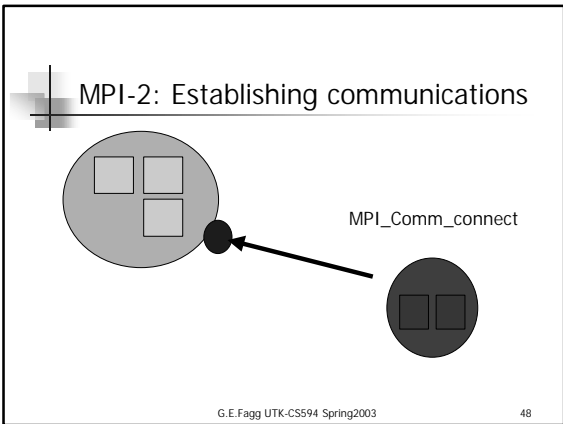 MPI-2: Establishing communications
MPI_Comm_connect
G.E.Fagg UTK-CS594 Spring2003
48